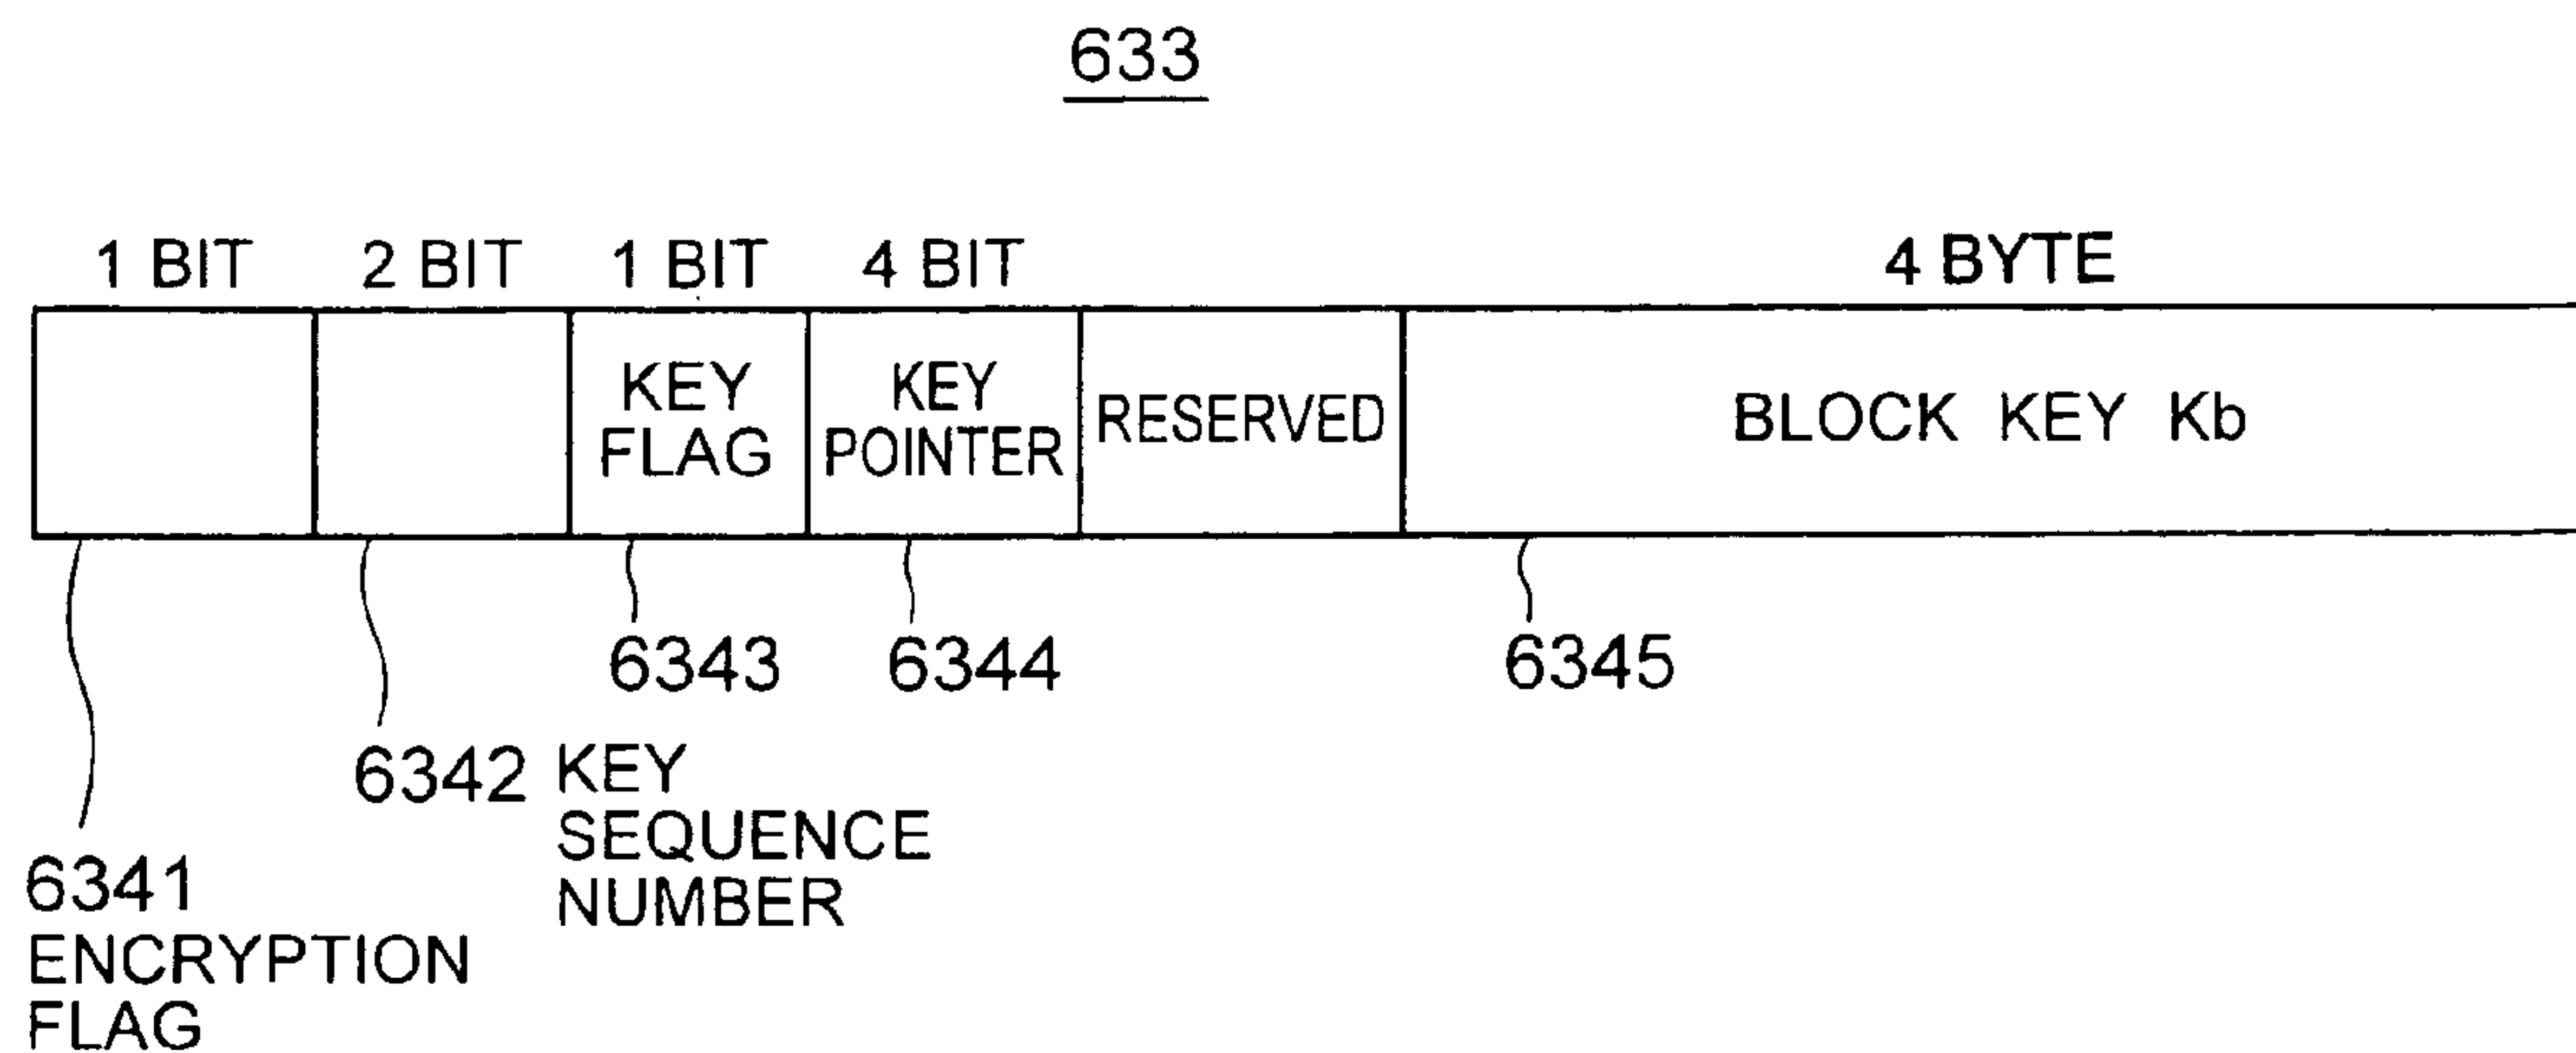 633
1 BIT 2 BIT 1 BIT 4 BIT 4 BYTE
KEY FLAG
KEY POINTER
RESERVED
BLOCK KEY Kb
6343
6344
6345
6342 KEY
SEQUENCE
NUMBER
6341
ENCRYPTION
FLAG